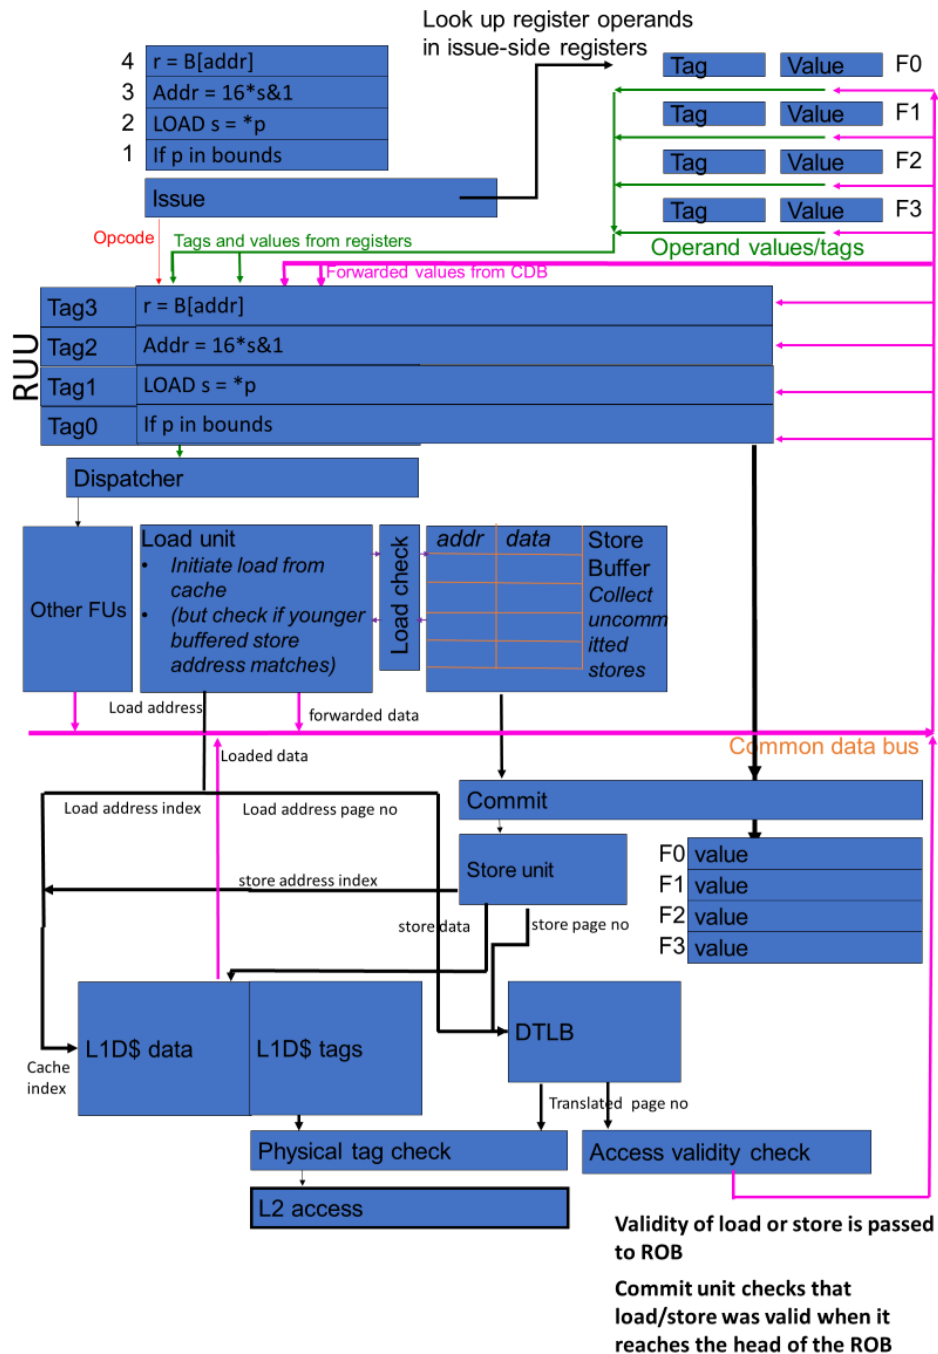 Look up register operands
in issue-side registers
4 r = B[addr]
3 Addr = 16*s&1
2 LOAD s = *p
1 If p in bounds
Issue
Tag Value F0
Tag Value F1
Tag Value F2
Tag Value F3
Opcode
Tags and values from registers
Operand values/tags
Forwarded values from CDB
RUU
Tag3 r = B[addr]
Tag2 Addr = 16*s&1
Tag1 LOAD s = *p
Tag0 If p in bounds
Dispatcher
Other FUs
Load unit
• Initiate load from
cache
• (but check if younger
buffered store
address matches)
Load check
addr data
Store
Buffer
Collect
uncomm
itted
stores
Load address
forwarded data
Common data bus
Loaded data
Load address index
Load address page no
Commit
store address index
Store unit
store data
store page no
F0 value
F1 value
F2 value
F3 value
L1D$ data
L1D$ tags
DTLB
Cache
index
Translated page no
Physical tag check
Access validity check
L2 access
Validity of load or store is passed
to ROB
Commit unit checks that
load/store was valid when it
reaches the head of the ROB